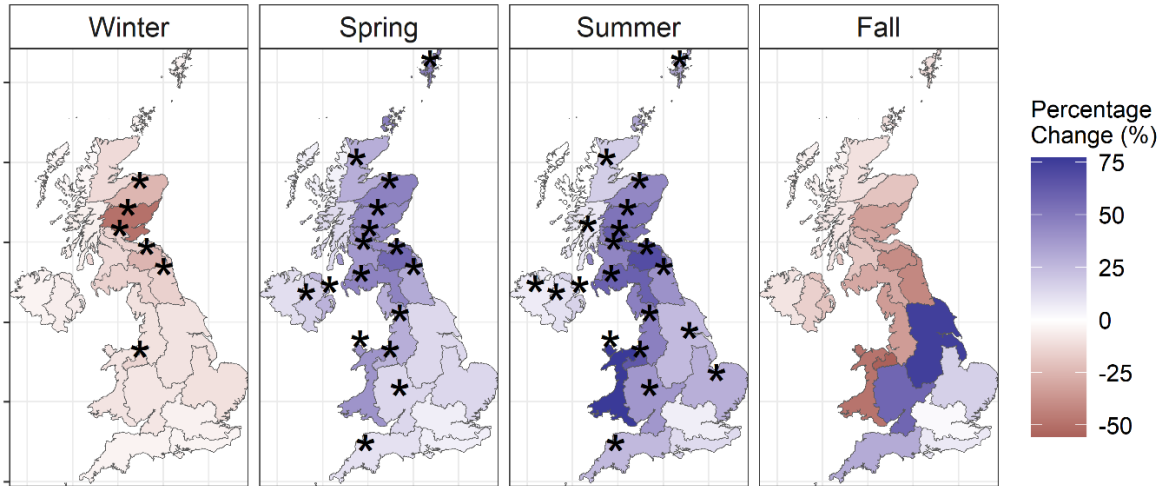 Winter
Spring
Summer
Fall
Percentage
Change (%)
75
50
25
0
-25
-50